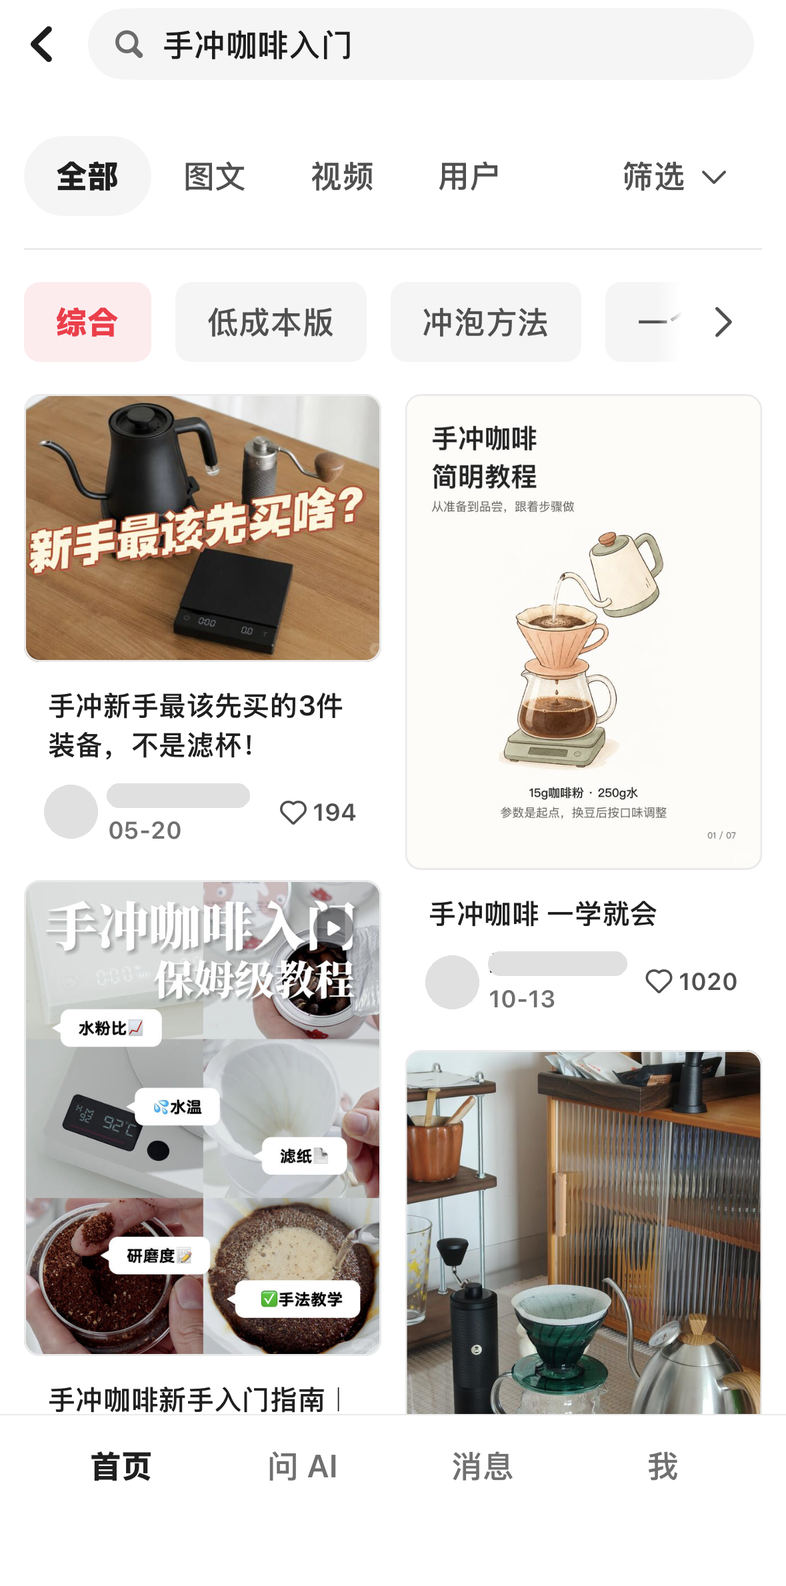 手冲咖啡入门
全部
图文
视频
用户
筛选
综合
低成本版
冲泡方法
新手最该先买啥?
000
0.0
手冲新手最该先买的3件
装备，不是滤杯!
05-20
194
手冲咖啡
简明教程
从准备到品尝，跟着步骤做
15g咖啡粉 · 250g水
参数是起点，换豆后按口味调整
01 / 07
手冲咖啡 一学就会
10-13
1020
手冲咖啡入门
保姆级教程
水粉比📈
92℃
💦水温
滤纸
研磨度📝
✅手法教学
手冲咖啡新手入门指南｜
首页
问 AI
消息
我